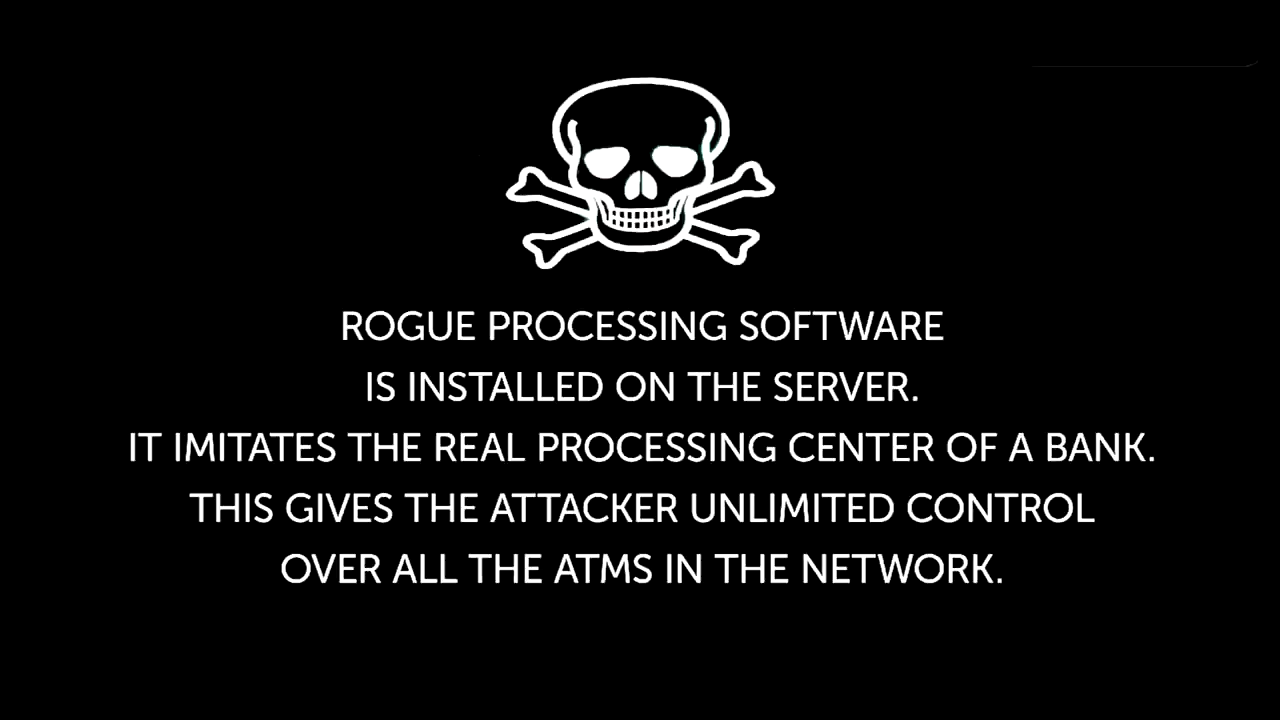 ROGUE PROCESSING SOFTWARE
IS INSTALLED ON THE SERVER.
IT IMITATES THE REAL PROCESSING CENTER OF A BANK.
THIS GIVES THE ATTACKER UNLIMITED CONTROL
OVER ALL THE ATMS IN THE NETWORK.